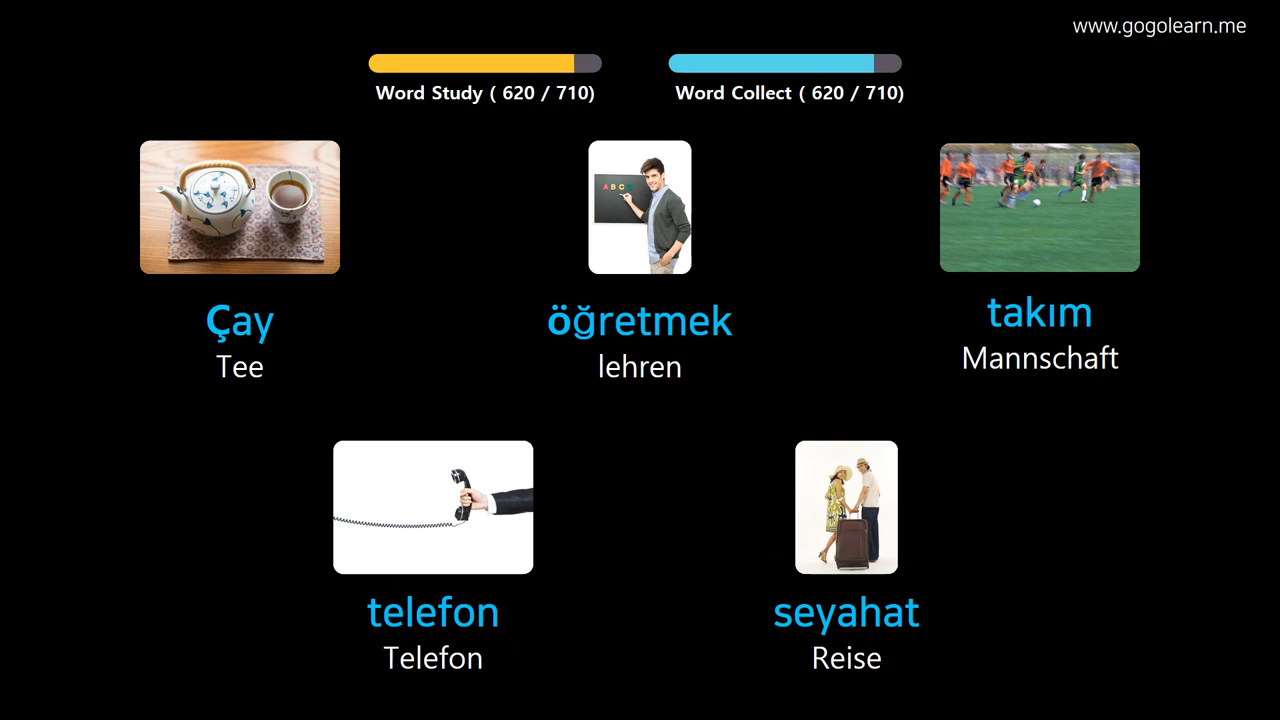 www.gogolearn.me
Word Study ( 620 / 710)
Word Collect ( 620 / 710)
A B C
Çay
Tee
öğretmek
lehren
takım
Mannschaft
telefon
Telefon
seyahat
Reise